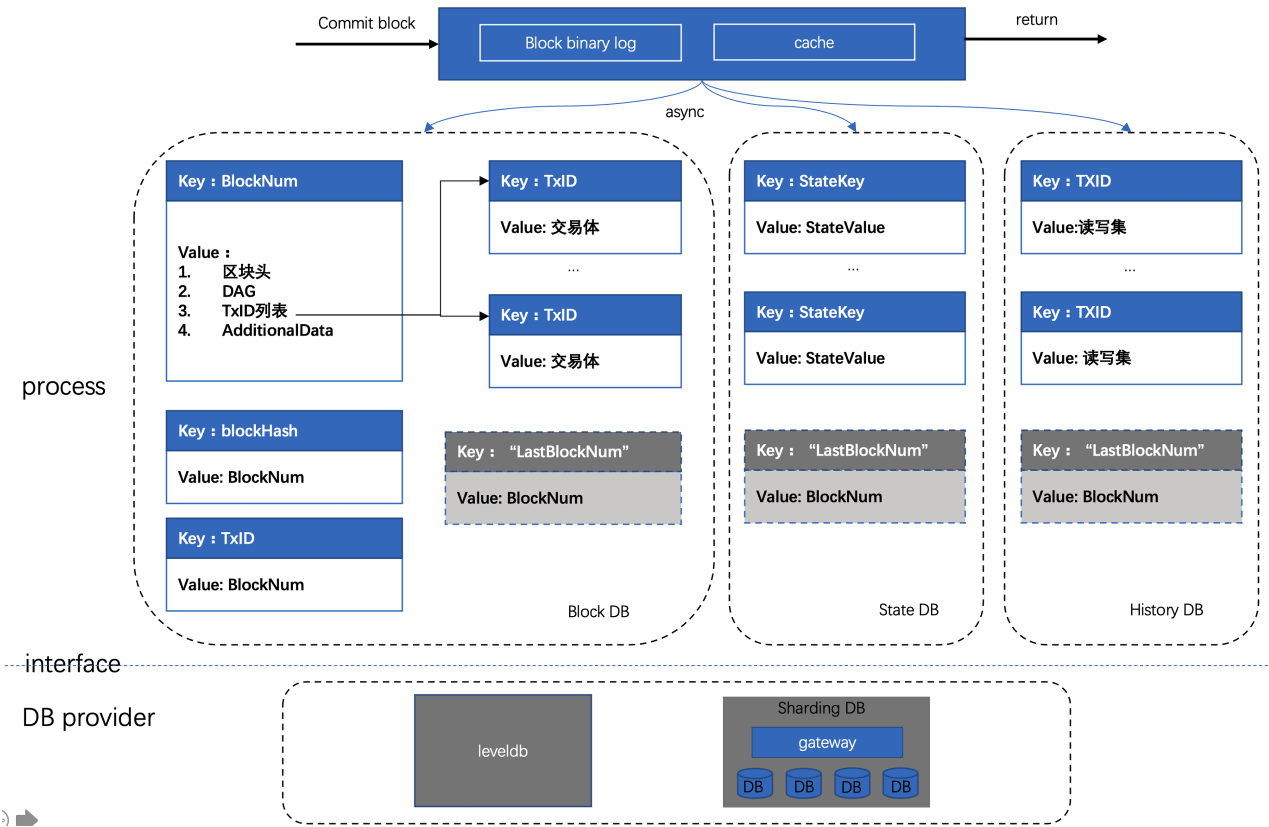 Commit block
Block binary log
cache
return
async
Key：BlockNum
Value：
1. 区块头
2. DAG
3. TxID列表
4. AdditionalData
Key：TxID
Value: 交易体
...
Key：TxID
Value: 交易体
Key：blockHash
Value: BlockNum
Key：TxID
Value: BlockNum
Key： “LastBlockNum”
Value: BlockNum
Block DB
Key：StateKey
Value: StateValue
...
Key：StateKey
Value: StateValue
Key： “LastBlockNum”
Value: BlockNum
State DB
Key：TXID
Value:读写集
...
Key：TXID
Value: 读写集
Key： “LastBlockNum”
Value: BlockNum
History DB
process
interface
DB provider
leveldb
Sharding DB
gateway
DB
DB
DB
DB